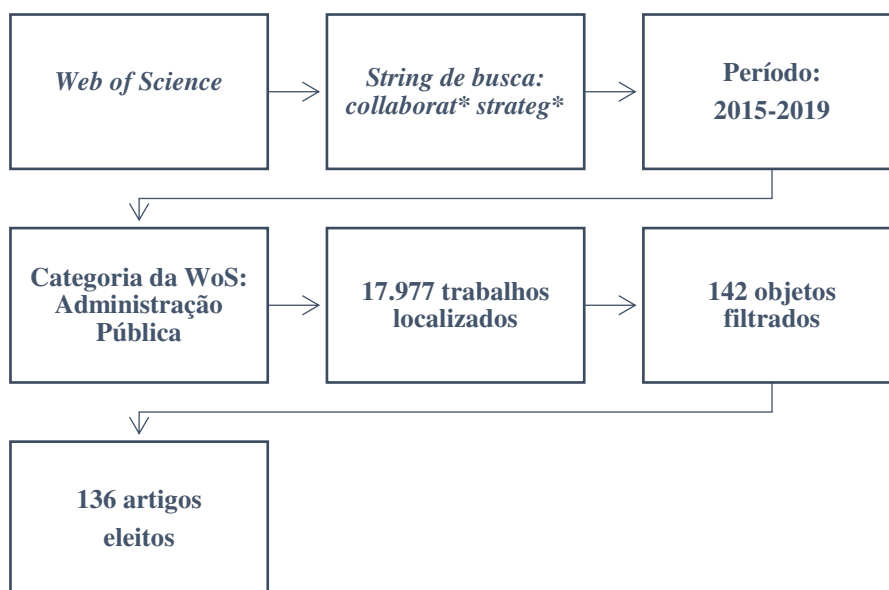 Web of Science
String de busca:
collaborat* strateg*
Período:
2015-2019
Categoria da WoS:
Administração
Pública
17.977 trabalhos
localizados
142 objetos
filtrados
136 artigos
eleitos